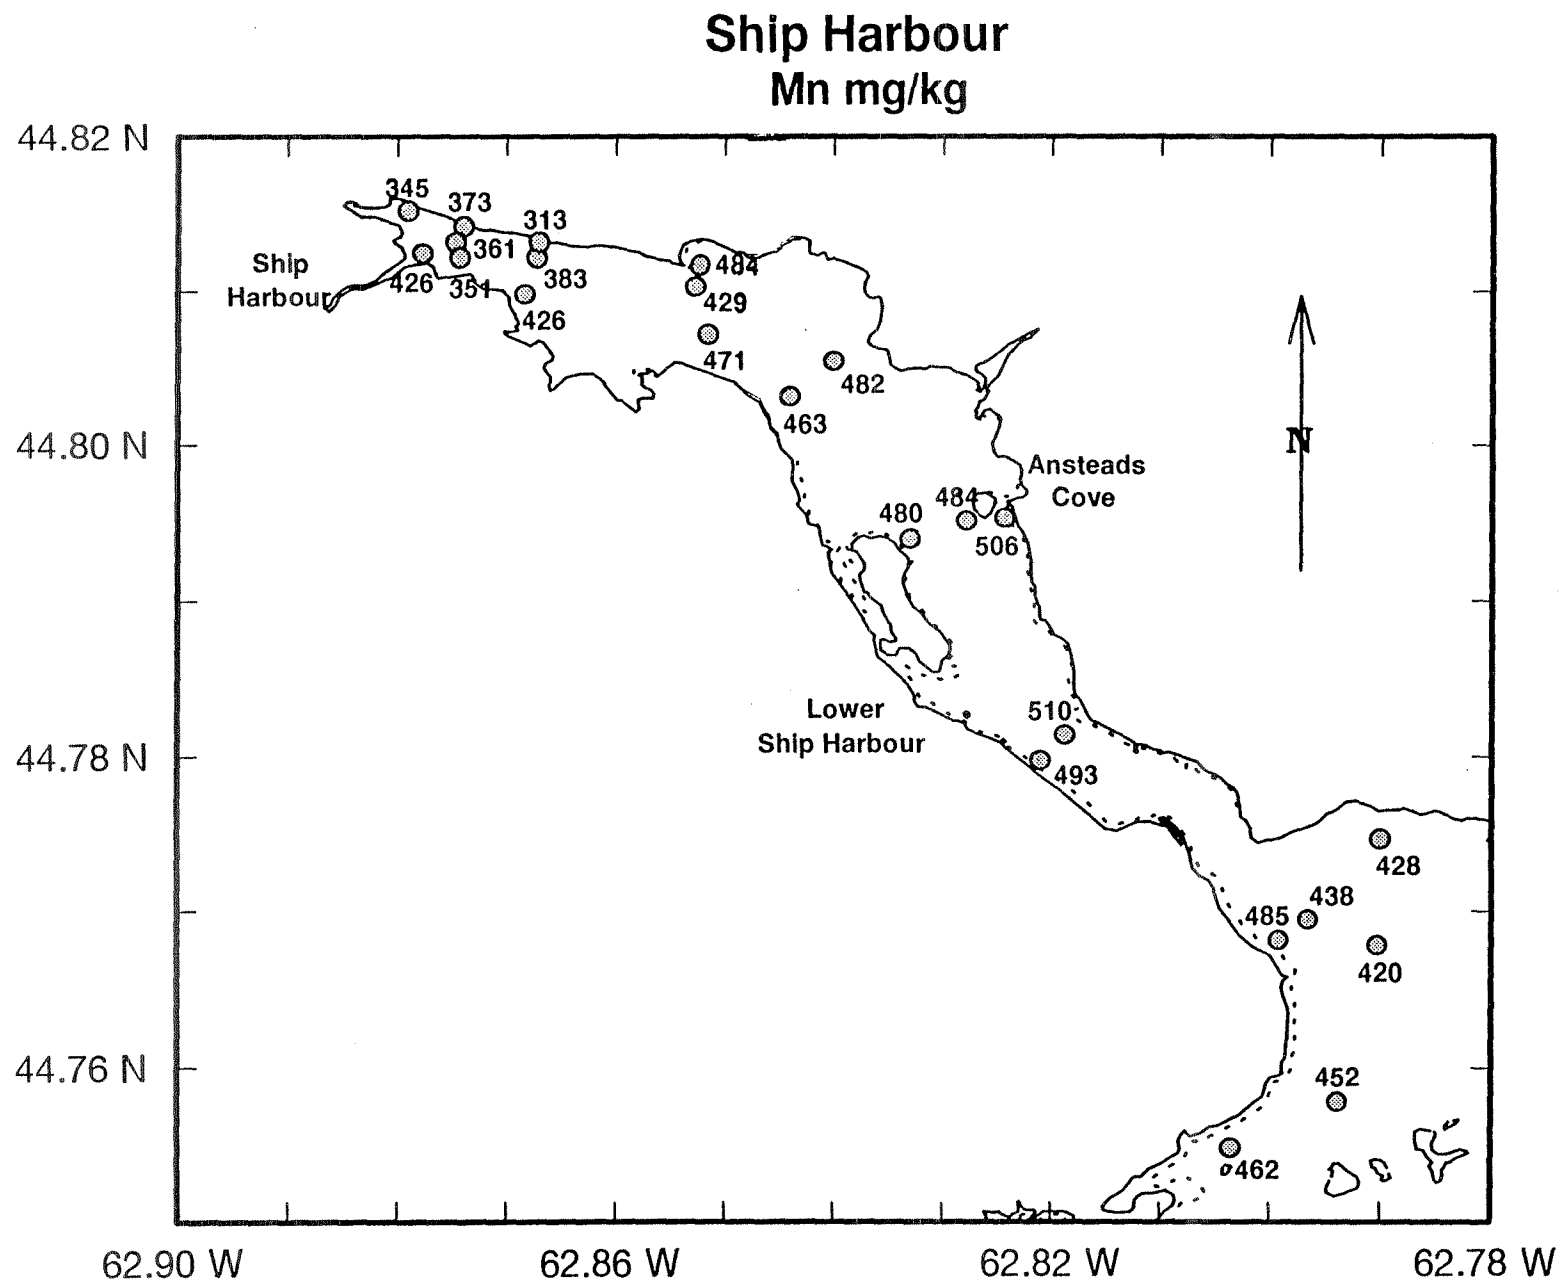 Ship Harbour
Mn mg/kg
44.82 N
345
373
313
361
484
Ship
Harbour
426
351
383
429
426
471
482
463
44.80 N
N
Ansteads
Cove
484
480
506
Lower
Ship Harbour
510
44.78 N
493
428
438
485
420
44.76 N
452
462
62.90 W
62.86 W
62.82 W
62.78 W